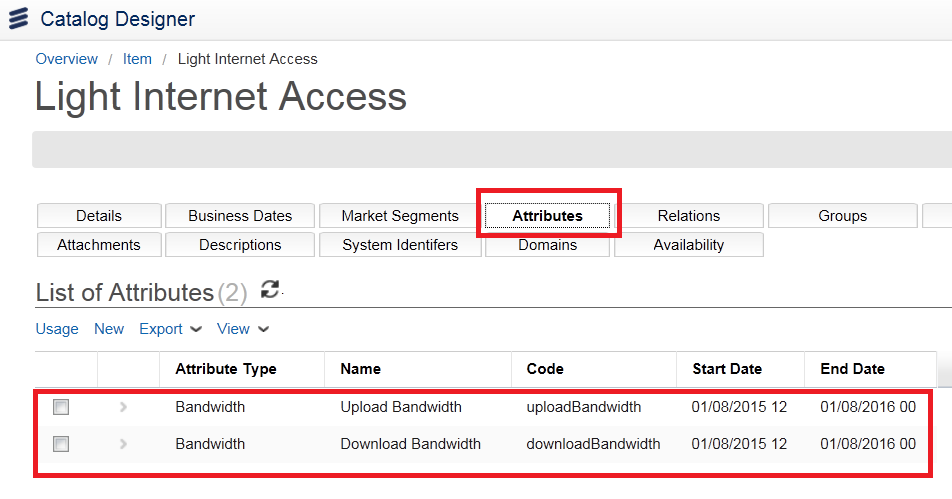 Catalog Designer
Overview / Item / Light Internet Access
Light Internet Access
Details Business Dates Market Segments Attributes Relations Groups
Attachments Descriptions System Identifers Domains Availability
List of Attributes (2)
Usage New Export View
Attribute Type Name Code Start Date End Date
Bandwidth Upload Bandwidth uploadBandwidth 01/08/2015 12 01/08/2016 00
Bandwidth Download Bandwidth downloadBandwidth 01/08/2015 12 01/08/2016 00